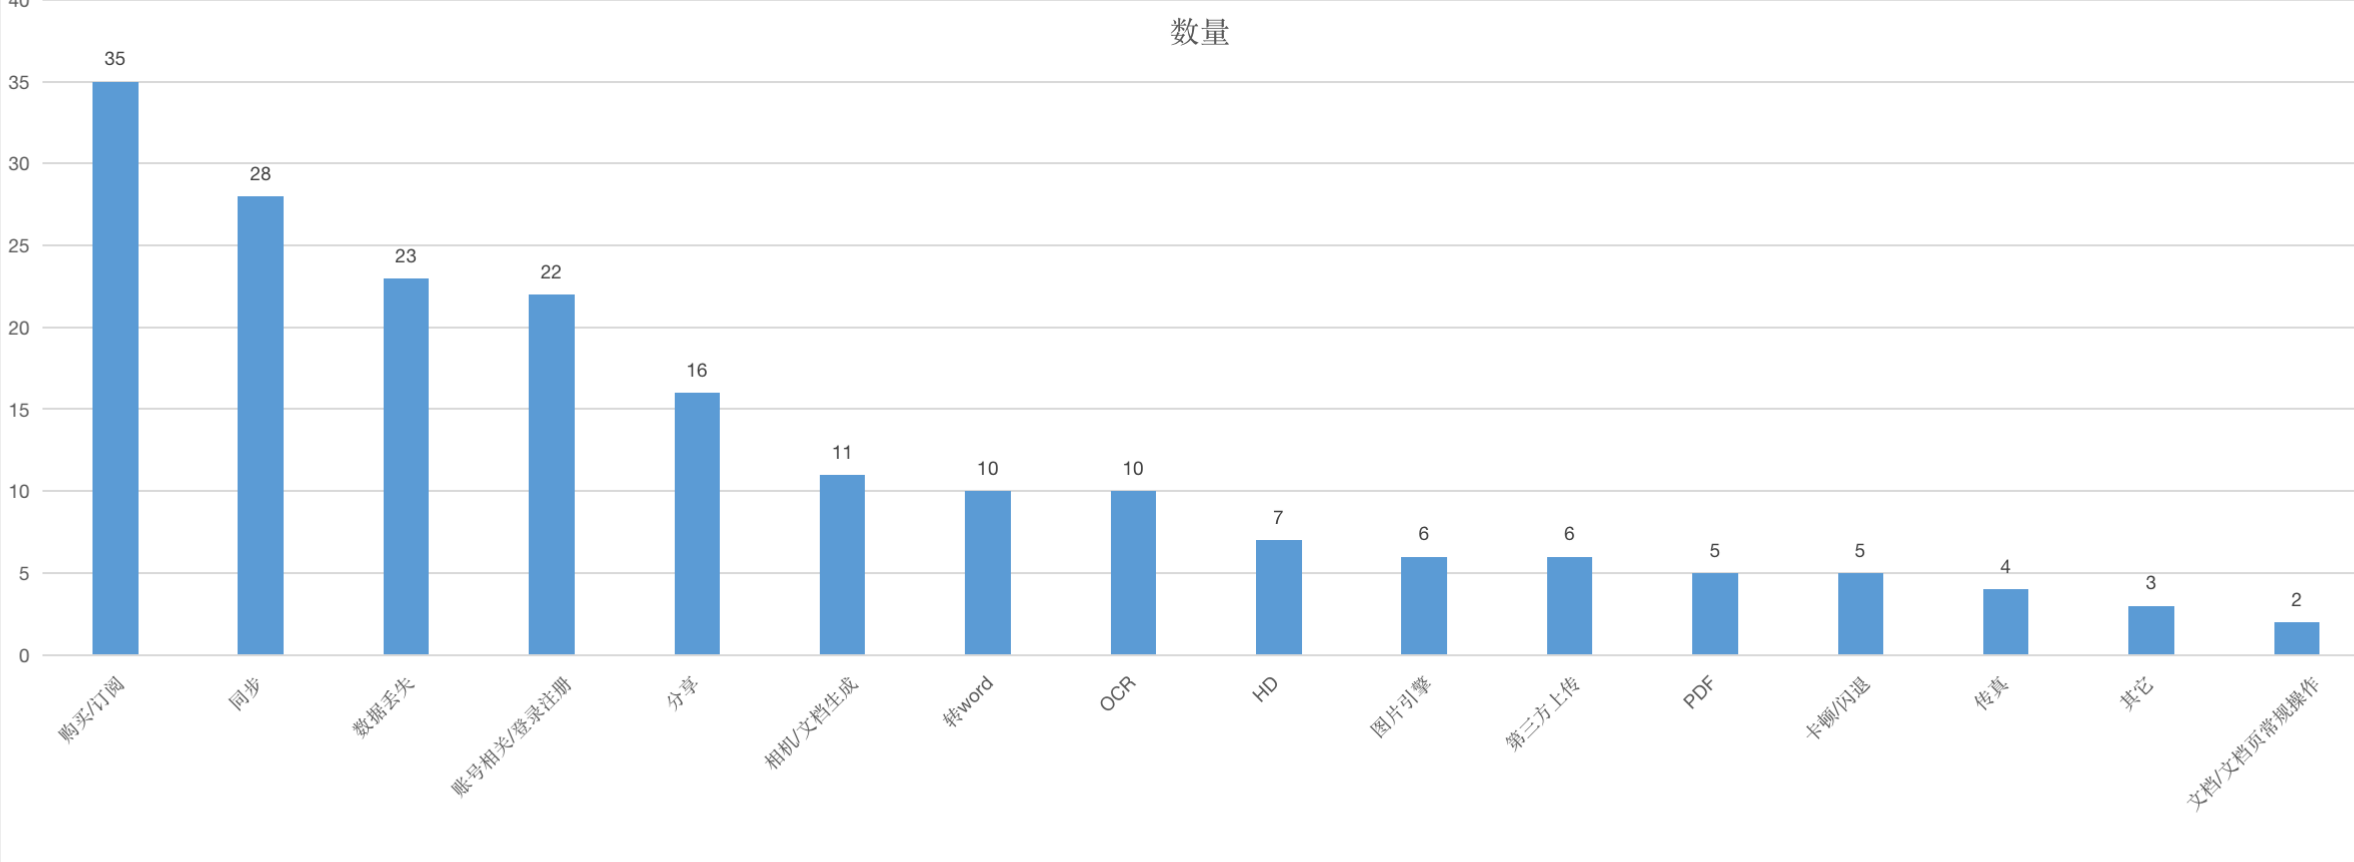 数量
40
35
30
25
20
15
10
5
0
35
28
23
22
16
11
10
10
7
6
6
5
5
4
3
2
购买/订阅
同步
数据丢失
账号相关/登录注册
分享
相机/文档生成
转word
OCR
HD
图片引擎
第三方上传
PDF
卡顿/闪退
传真
其它
文档/文档页常规操作